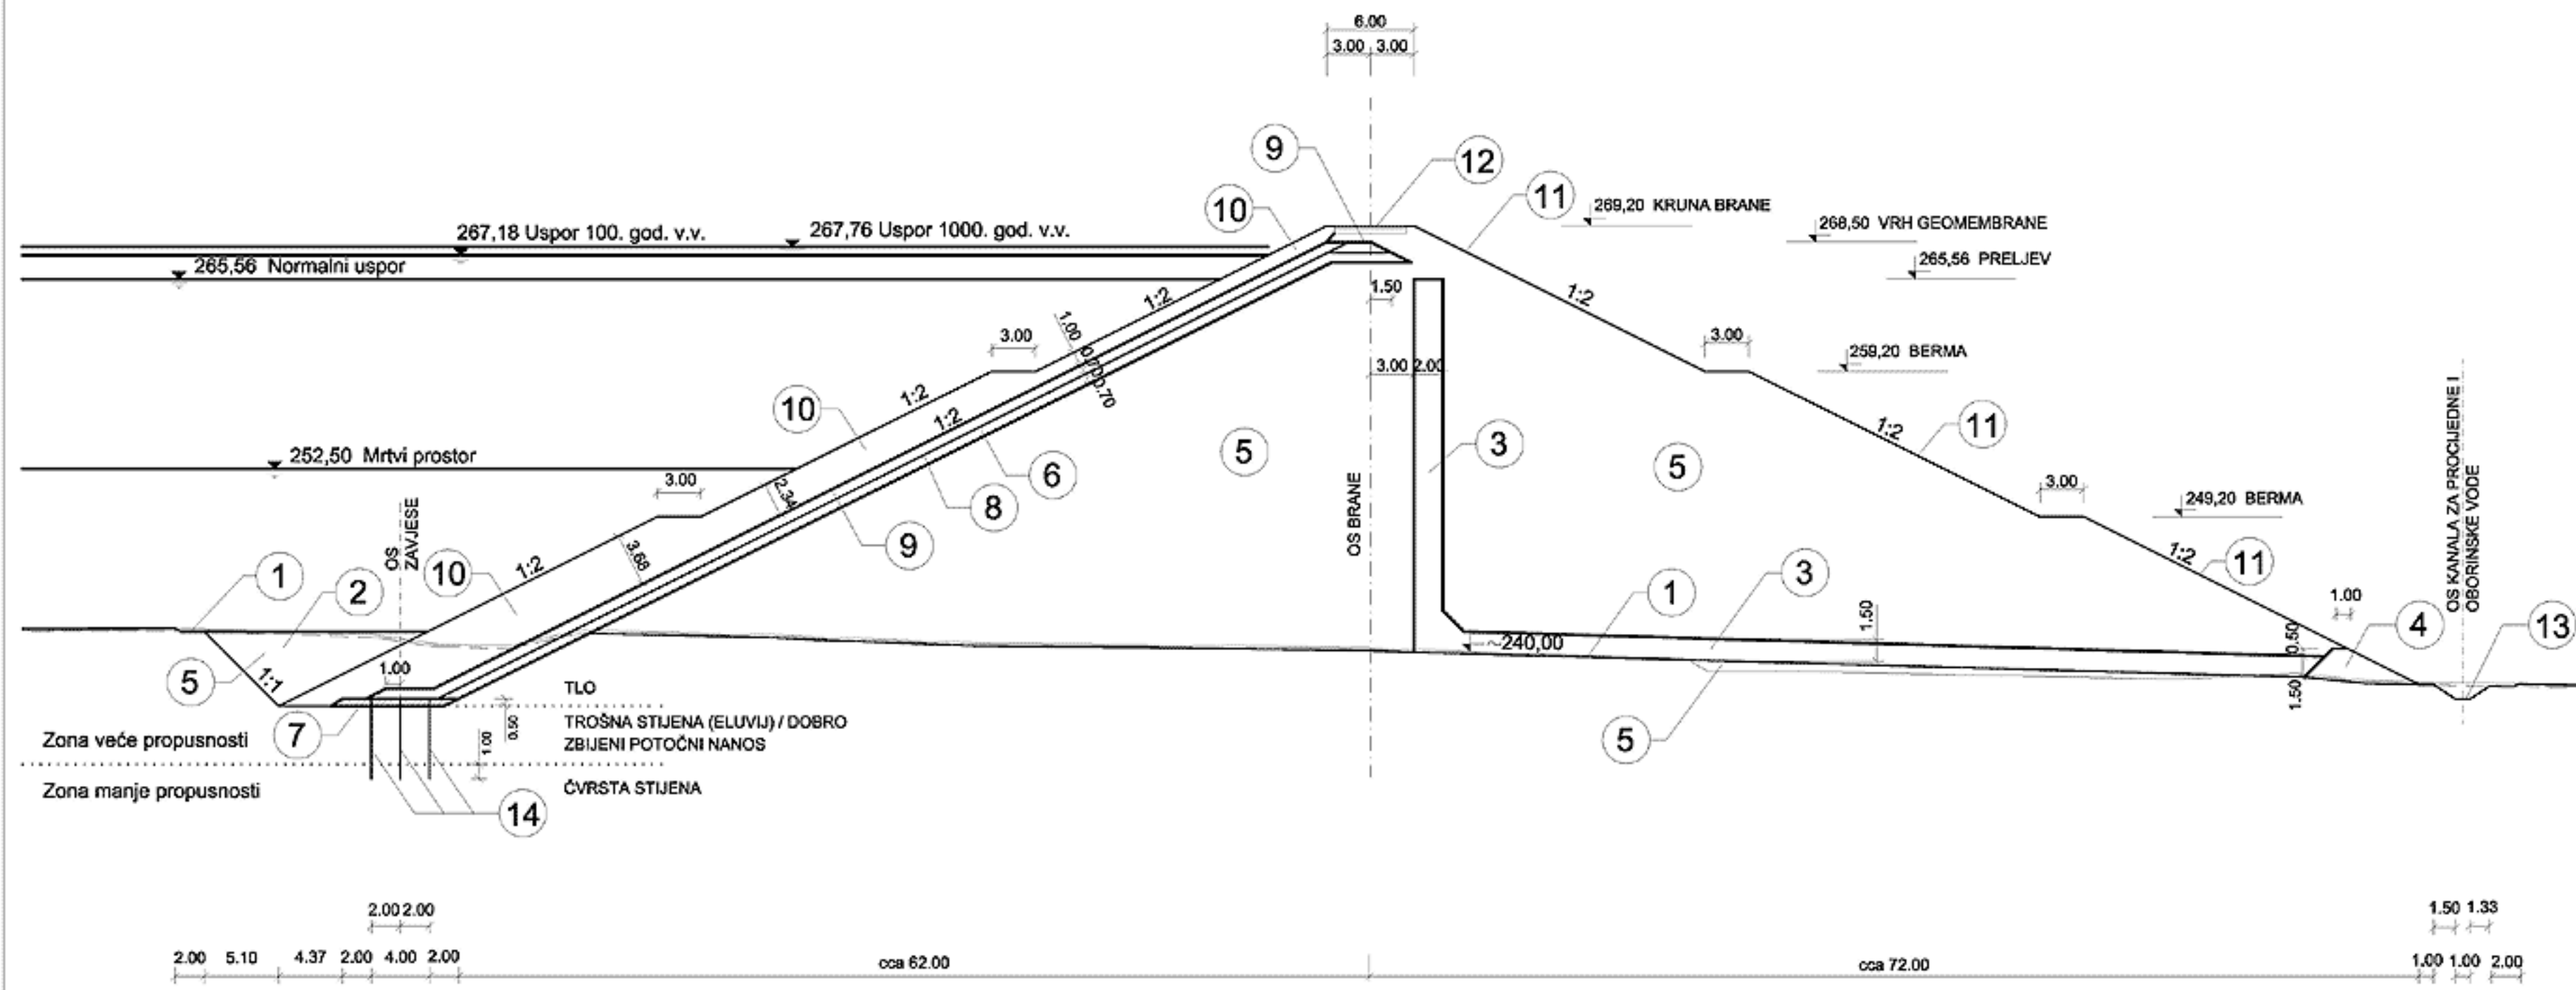 6.00
3.00 3.00
9
12
10
11
269,20 KRUNA BRANE
268,50 VRH GEOMEMBRANE
265,56 PRELJEV
267,18 Uspor 100. god. v.v.
267,76 Uspor 1000. god. v.v.
265,56 Normalni uspor
1:2
1.50
1:2
3.00
1.00
0.70
0.70
3.00
2.00
3.00
259,20 BERMA
10
1:2
1:2
5
6
8
9
3
5
1:2
11
252,50 Mrtvi prostor
3.00
2.34
3.00
249,20 BERMA
OS BRANE
OS KANALA ZA PROCIJEDNE I
OBORINSKE VODE
OS
ZAVJESE
1
2
10
1:2
3.68
3
1
1.50
1:2
11
1.00
4
13
0.50
~240,00
5
1:1
1.00
TLO
1.50
7
0.50
1.00
TROŠNA STIJENA (ELUVIJ) / DOBRO
ZBIJENI POTOČNI NANOS
5
Zona veće propusnosti
Zona manje propusnosti
ČVRSTA STIJENA
14
2.00 2.00
1.50 1.33
2.00 5.10 4.37 2.00 4.00 2.00 cca 62.00 cca 72.00 1.00 1.00 2.00